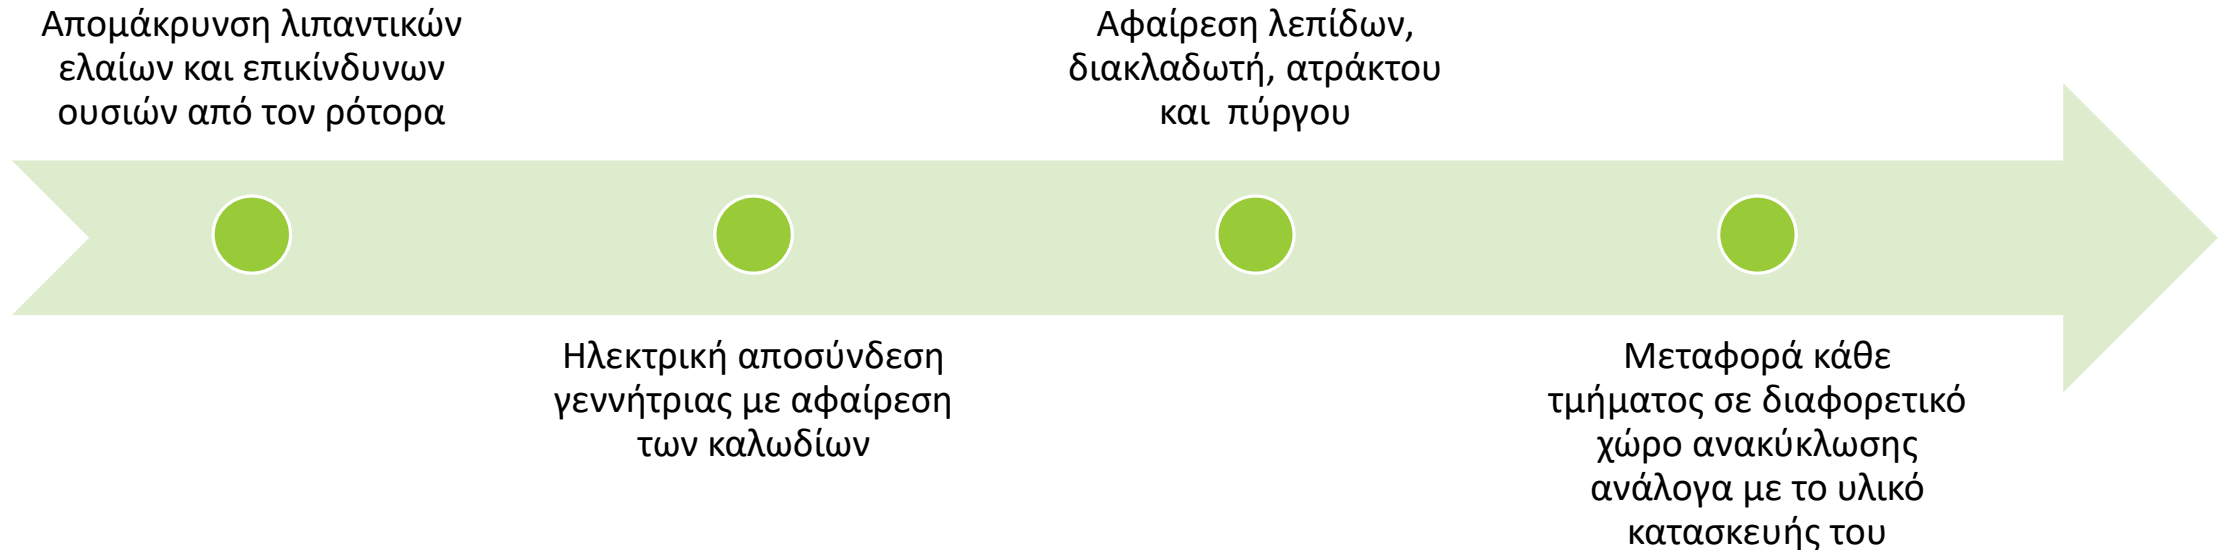 Απομάκρυνση λιπαντικών
ελαίων και επικίνδυνων
ουσιών από τον ρότορα
Ηλεκτρική αποσύνδεση
γεννήτριας με αφαίρεση
των καλωδίων
Αφαίρεση λεπίδων,
διακλαδωτή, ατράκτου
και πύργου
Μεταφορά κάθε
τμήματος σε διαφορετικό
χώρο ανακύκλωσης
ανάλογα με το υλικό
κατασκευής του